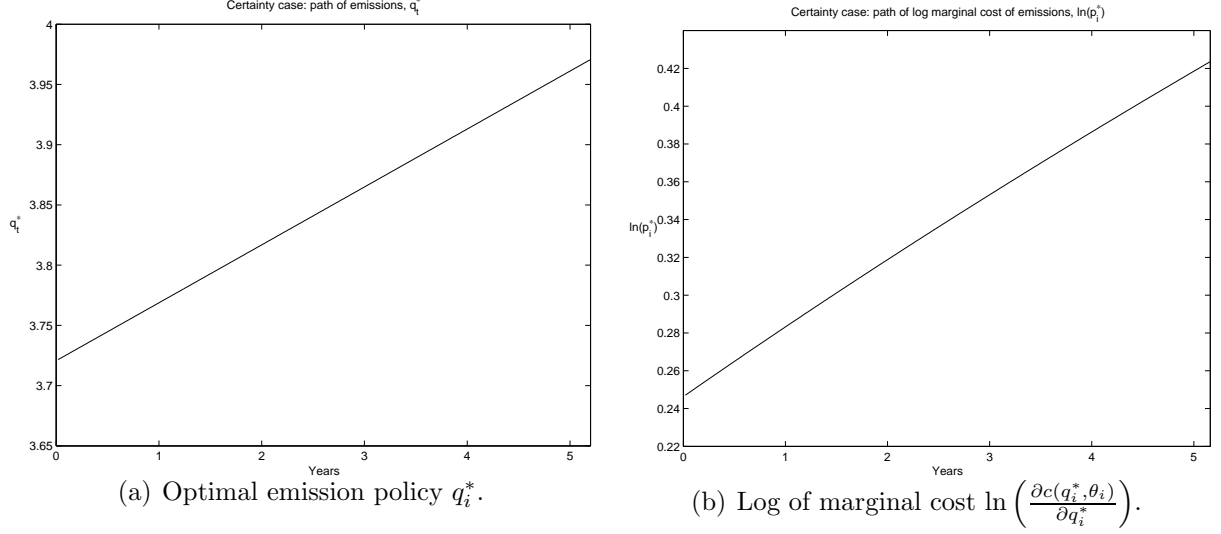 Certainty case: path of emissions, q_t^*
4
3.95
3.9
3.85
q_t^*
3.8
3.75
3.7
3.65
0 1 2 3 4 5
Years
(a) Optimal emission policy q_i^*.
Certainty case: path of log marginal cost of emissions, ln(p_i^*)
0.42
0.4
0.38
0.36
0.34
ln(p_i^*)
0.32
0.3
0.28
0.26
0.24
0.22
0 1 2 3 4 5
Years
(b) Log of marginal cost ln(∂c(q_i^*,θ_i)/∂q_i^*).